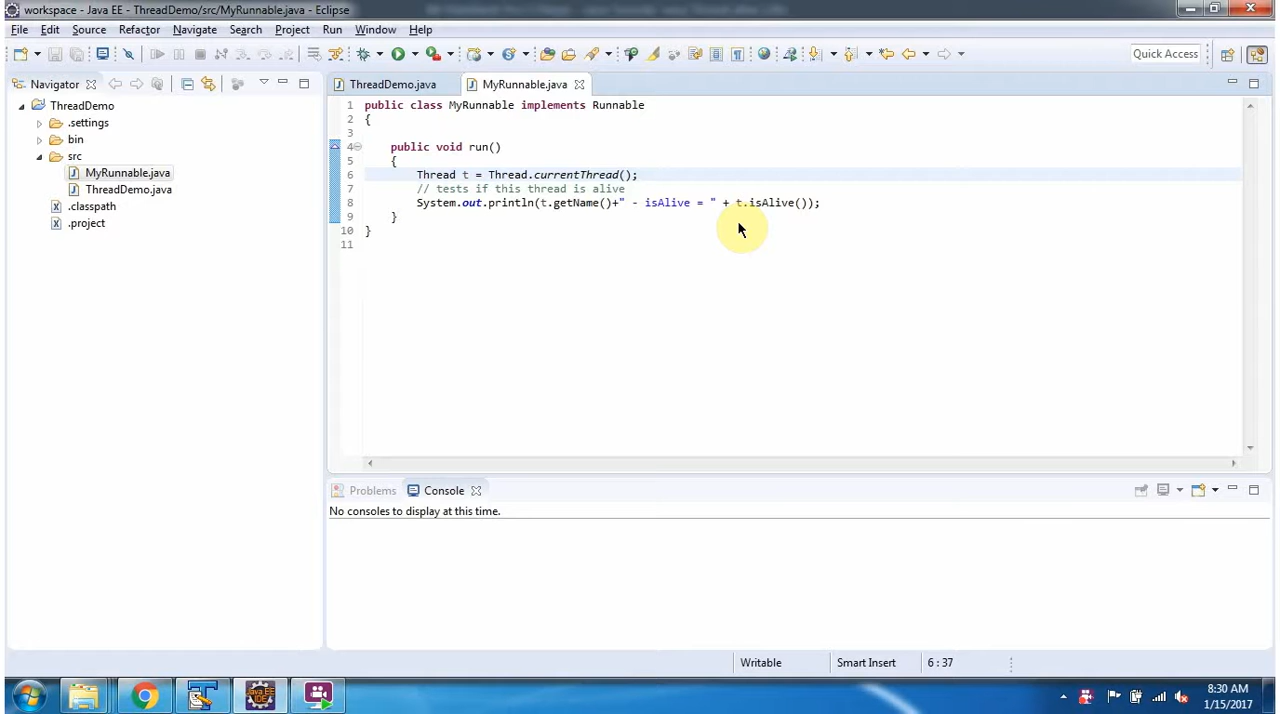 workspace - Java EE - ThreadDemo/src/MyRunnable.java - Eclipse
File Edit Source Refactor Navigate Search Project Run Window Help
Quick Access
Navigator
ThreadDemo
.settings
bin
src
MyRunnable.java
ThreadDemo.java
.classpath
.project
ThreadDemo.java MyRunnable.java
1 public class MyRunnable implements Runnable
2 {
3
4 public void run()
5 {
6 Thread t = Thread.currentThread();
7 // tests if this thread is alive
8 System.out.println(t.getName()+" - isAlive = " + t.isAlive());
9 }
10 }
11
Problems Console
No consoles to display at this time.
Writable Smart Insert 6 : 37
Java EE
IDE
8:30 AM
1/15/2017